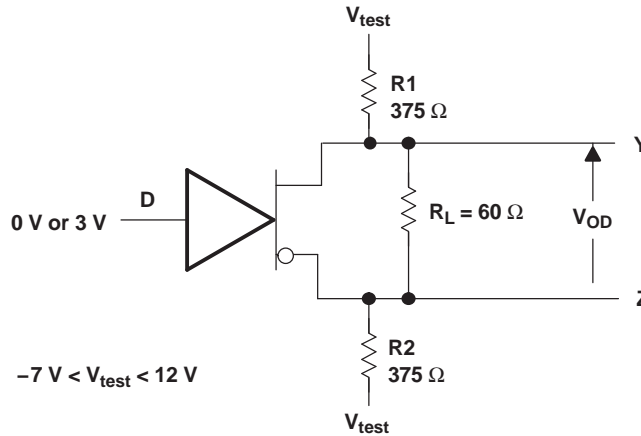 Vtest
R1
375 Ω
Y
D
0 V or 3 V
RL = 60 Ω
VOD
Z
R2
375 Ω
–7 V < Vtest < 12 V
Vtest